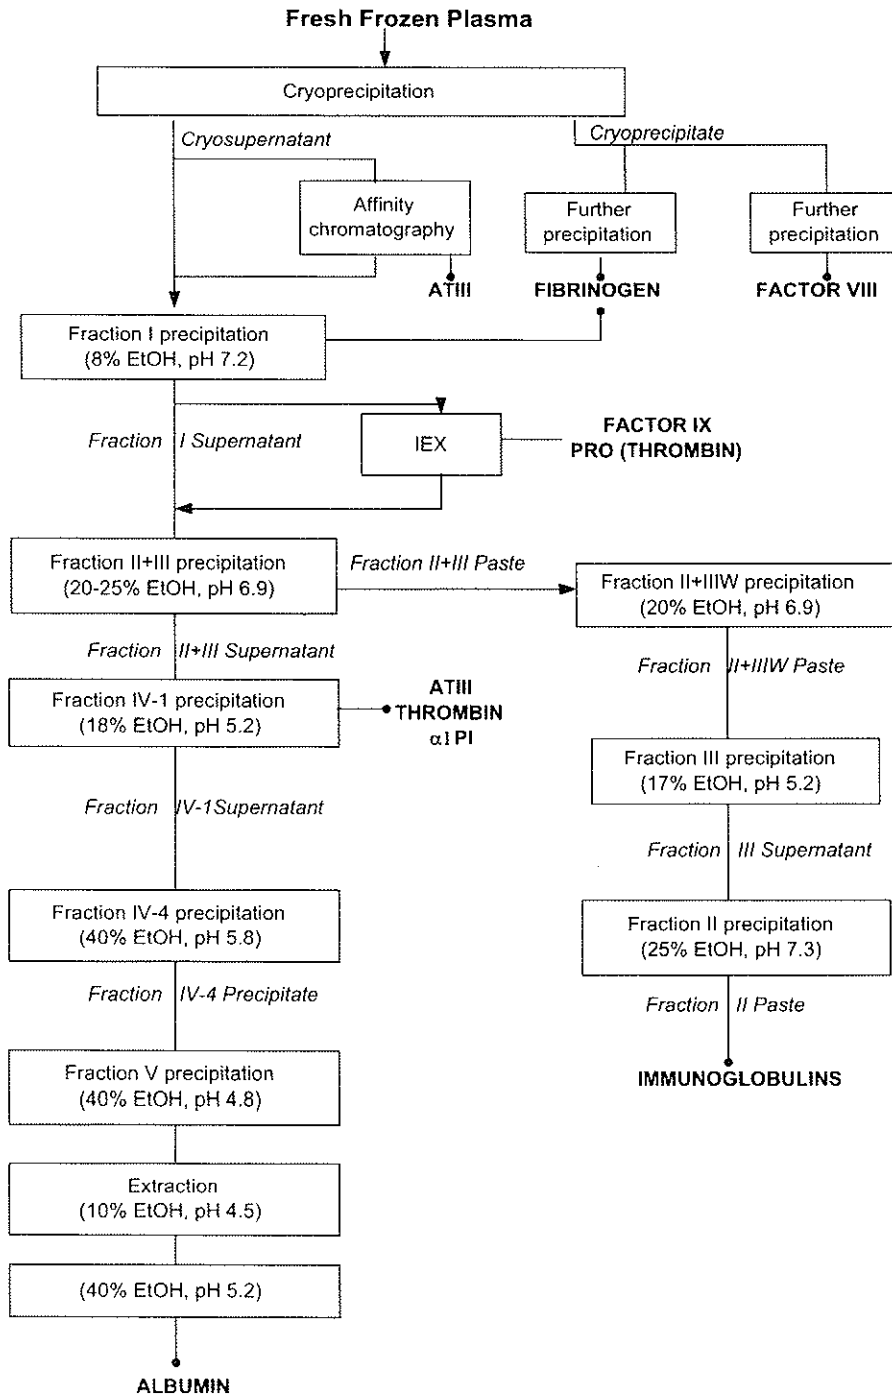 Fresh Frozen Plasma
Cryoprecipitation
Cryosupernatant
Cryoprecipitate
Affinity
chromatography
Further
precipitation
Further
precipitation
ATIII
FIBRINOGEN
FACTOR VIII
Fraction I precipitation
(8% EtOH, pH 7.2)
Fraction I Supernatant
IEX
FACTOR IX
PRO (THROMBIN)
Fraction II+III precipitation
(20-25% EtOH, pH 6.9)
Fraction II+III Paste
Fraction II+IIIW precipitation
(20% EtOH, pH 6.9)
Fraction II+III Supernatant
Fraction II+IIIW Paste
Fraction IV-1 precipitation
(18% EtOH, pH 5.2)
ATIII
THROMBIN
α1 PI
Fraction III precipitation
(17% EtOH, pH 5.2)
Fraction IV-1Supernatant
Fraction III Supernatant
Fraction IV-4 precipitation
(40% EtOH, pH 5.8)
Fraction II precipitation
(25% EtOH, pH 7.3)
Fraction IV-4 Precipitate
Fraction II Paste
Fraction V precipitation
(40% EtOH, pH 4.8)
IMMUNOGLOBULINS
Extraction
(10% EtOH, pH 4.5)
(40% EtOH, pH 5.2)
ALBUMIN